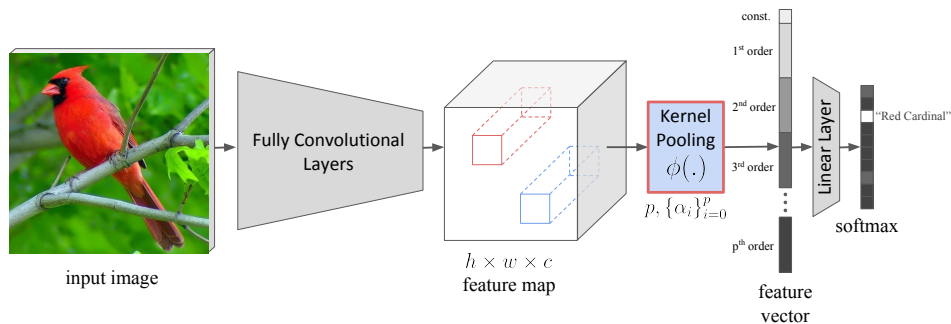 input image
Fully Convolutional
Layers
h × w × c
feature map
Kernel
Pooling
ϕ(.)
p, {α_i}_{i=0}^p
const.
1st order
2nd order
3rd order
pth order
feature
vector
Linear Layer
"Red Cardinal"
softmax